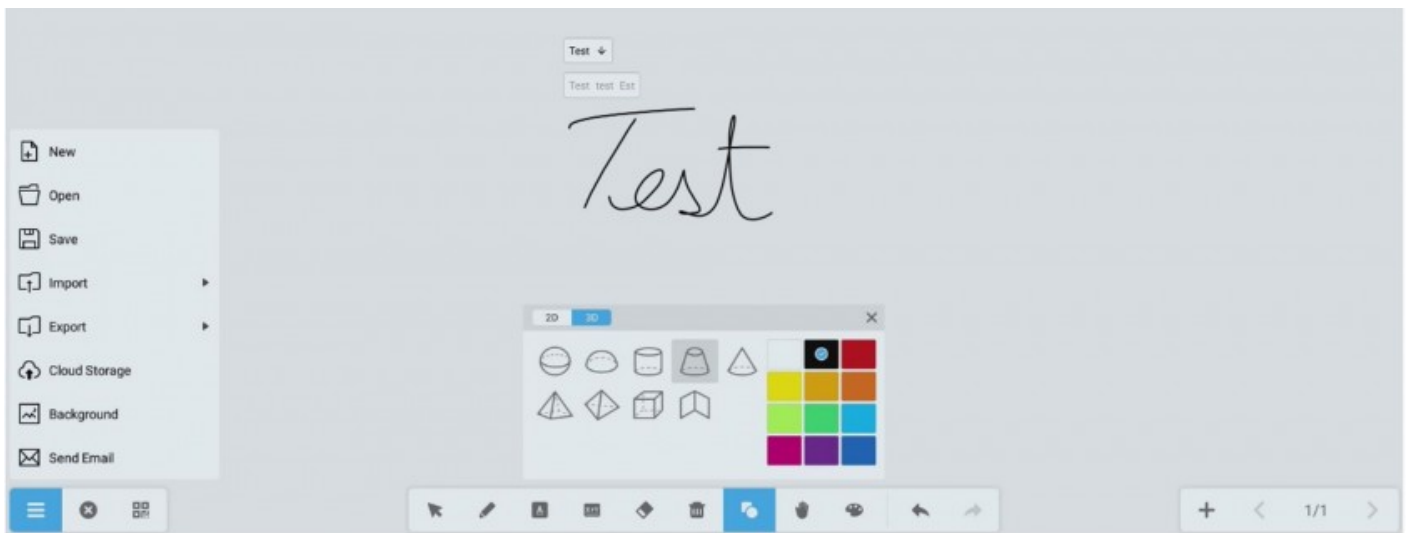 Test
Test test Est
Test
New
Open
Save
Import
Export
Cloud Storage
Background
Send Email
2D 3D
1/1